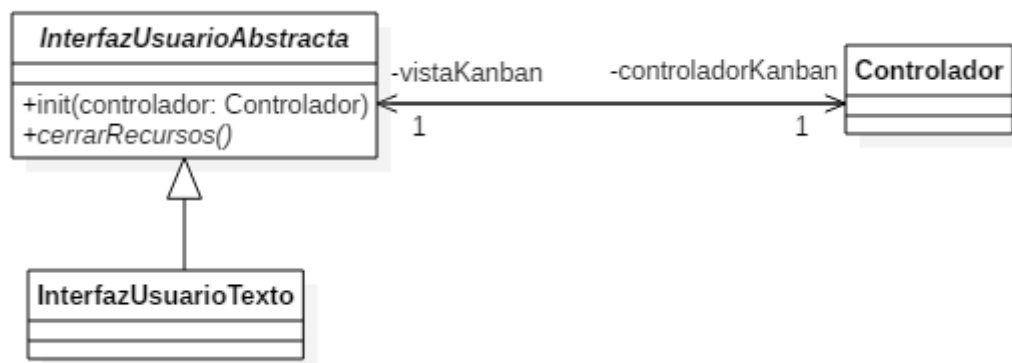 InterfazUsuarioAbstracta
+init(controlador: Controlador)
+cerrarRecursos()
-vistaKanban
1
-controladorKanban
1
Controlador
InterfazUsuarioTexto